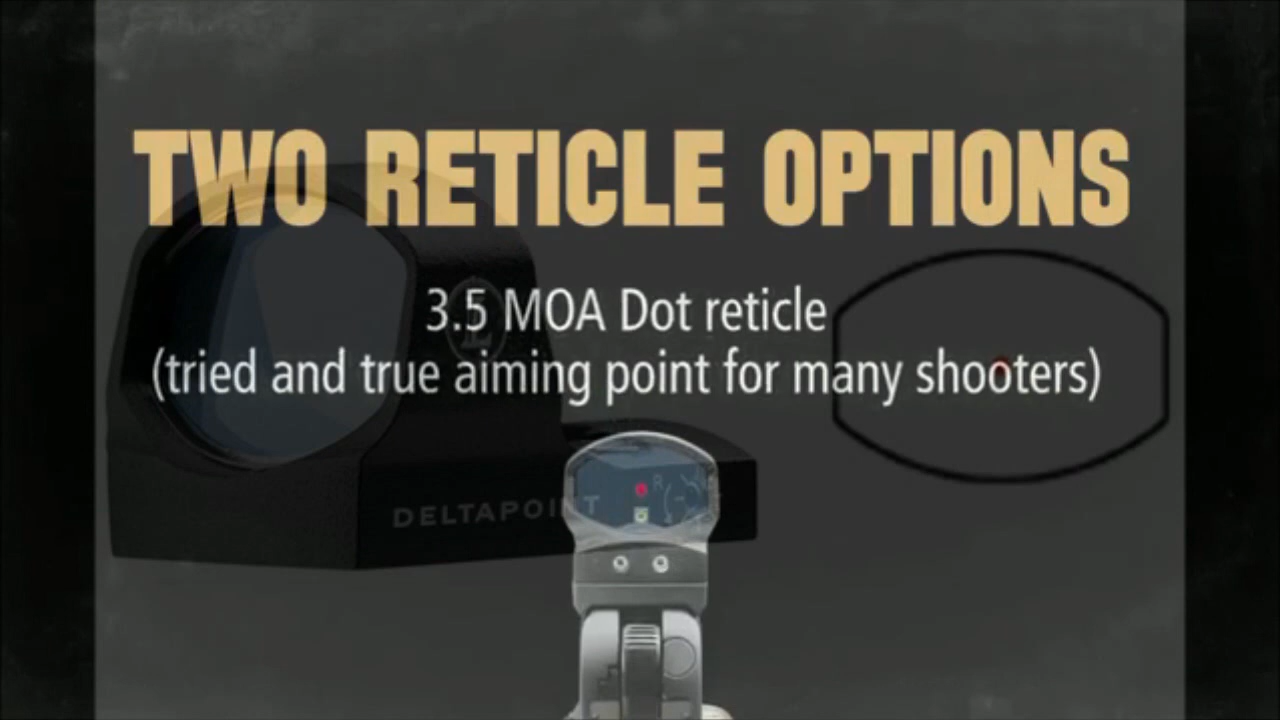 TWO RETICLE OPTIONS
3.5 MOA Dot reticle
(tried and true aiming point for many shooters)
DELTAPOINT
R